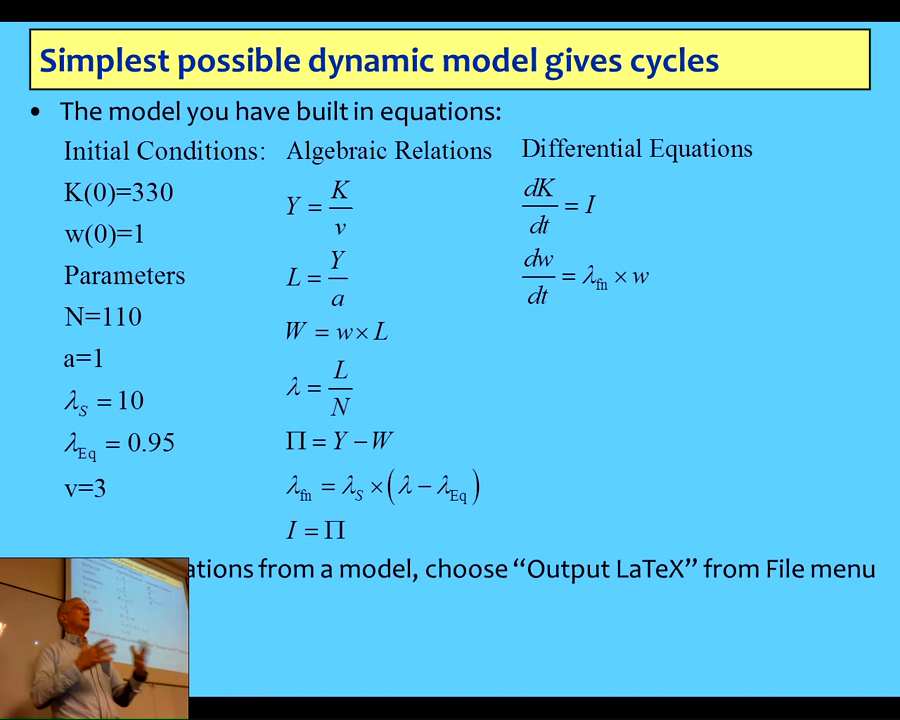 Simplest possible dynamic model gives cycles
• The model you have built in equations:
Initial Conditions:
K(0)=330
w(0)=1
Parameters
N=110
a=1
λ_S = 10
λ_Eq = 0.95
v=3
Algebraic Relations
Y = K/v
L = Y/a
W = w × L
λ = L/N
Π = Y − W
λ_fn = λ_S × (λ − λ_Eq)
I = Π
Differential Equations
dK/dt = I
dw/dt = λ_fn × w
from a model, choose “Output LaTeX” from File menu